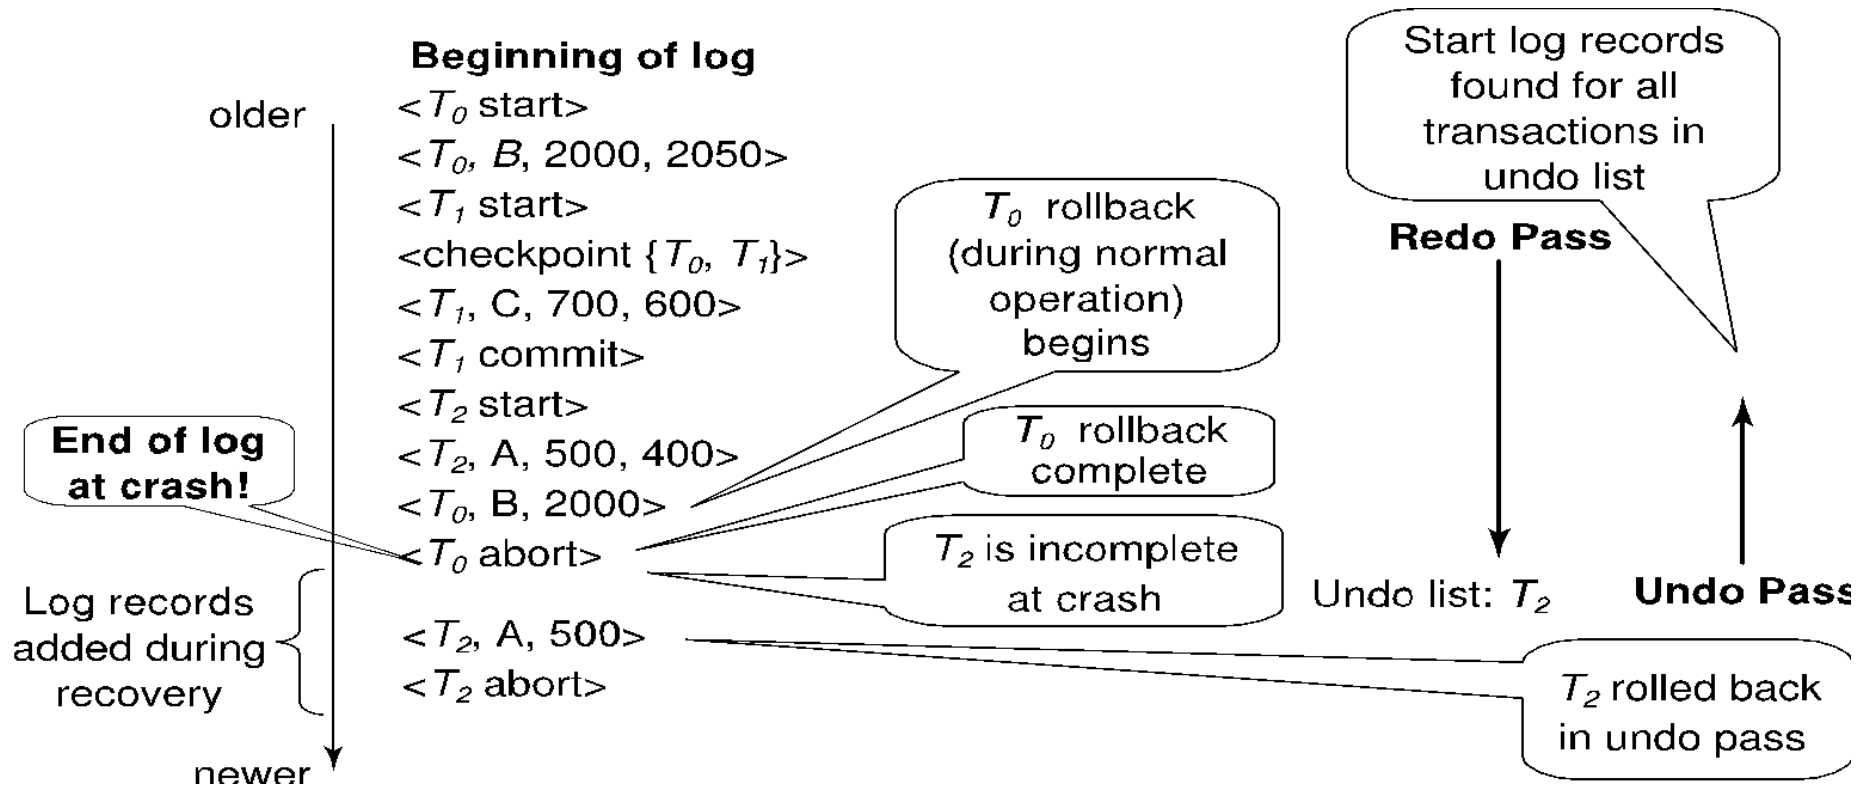 Beginning of log
older
<T0 start>
<T0, B, 2000, 2050>
<T1 start>
<checkpoint {T0, T1}>
<T1, C, 700, 600>
<T1 commit>
<T2 start>
<T2, A, 500, 400>
<T0, B, 2000>
<T0 abort>
<T2, A, 500>
<T2 abort>
newer
End of log
at crash!
Log records
added during
recovery
T0 rollback
(during normal
operation)
begins
T0 rollback
complete
T2 is incomplete
at crash
Start log records
found for all
transactions in
undo list
Redo Pass
Undo list: T2
Undo Pass
T2 rolled back
in undo pass